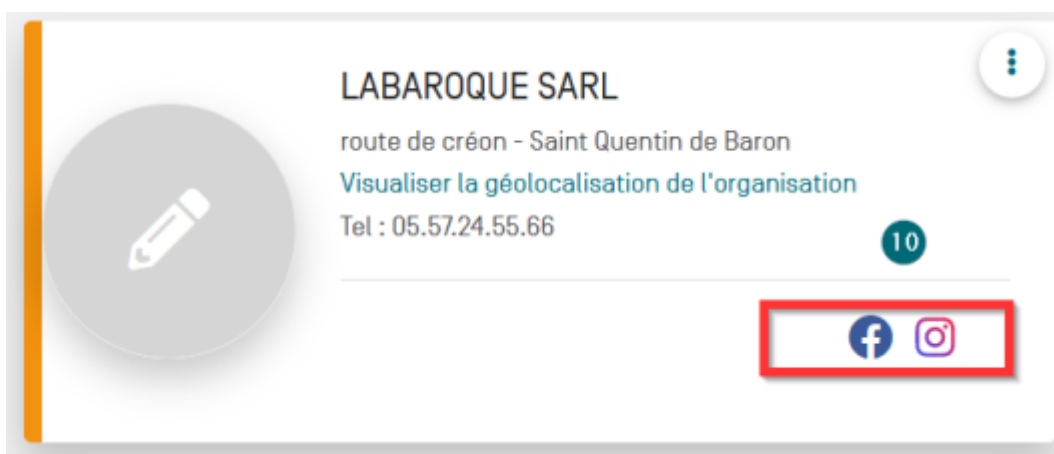 LABAROQUE SARL
route de créon - Saint Quentin de Baron
Visualiser la géolocalisation de l'organisation
Tel : 05.57.24.55.66
10